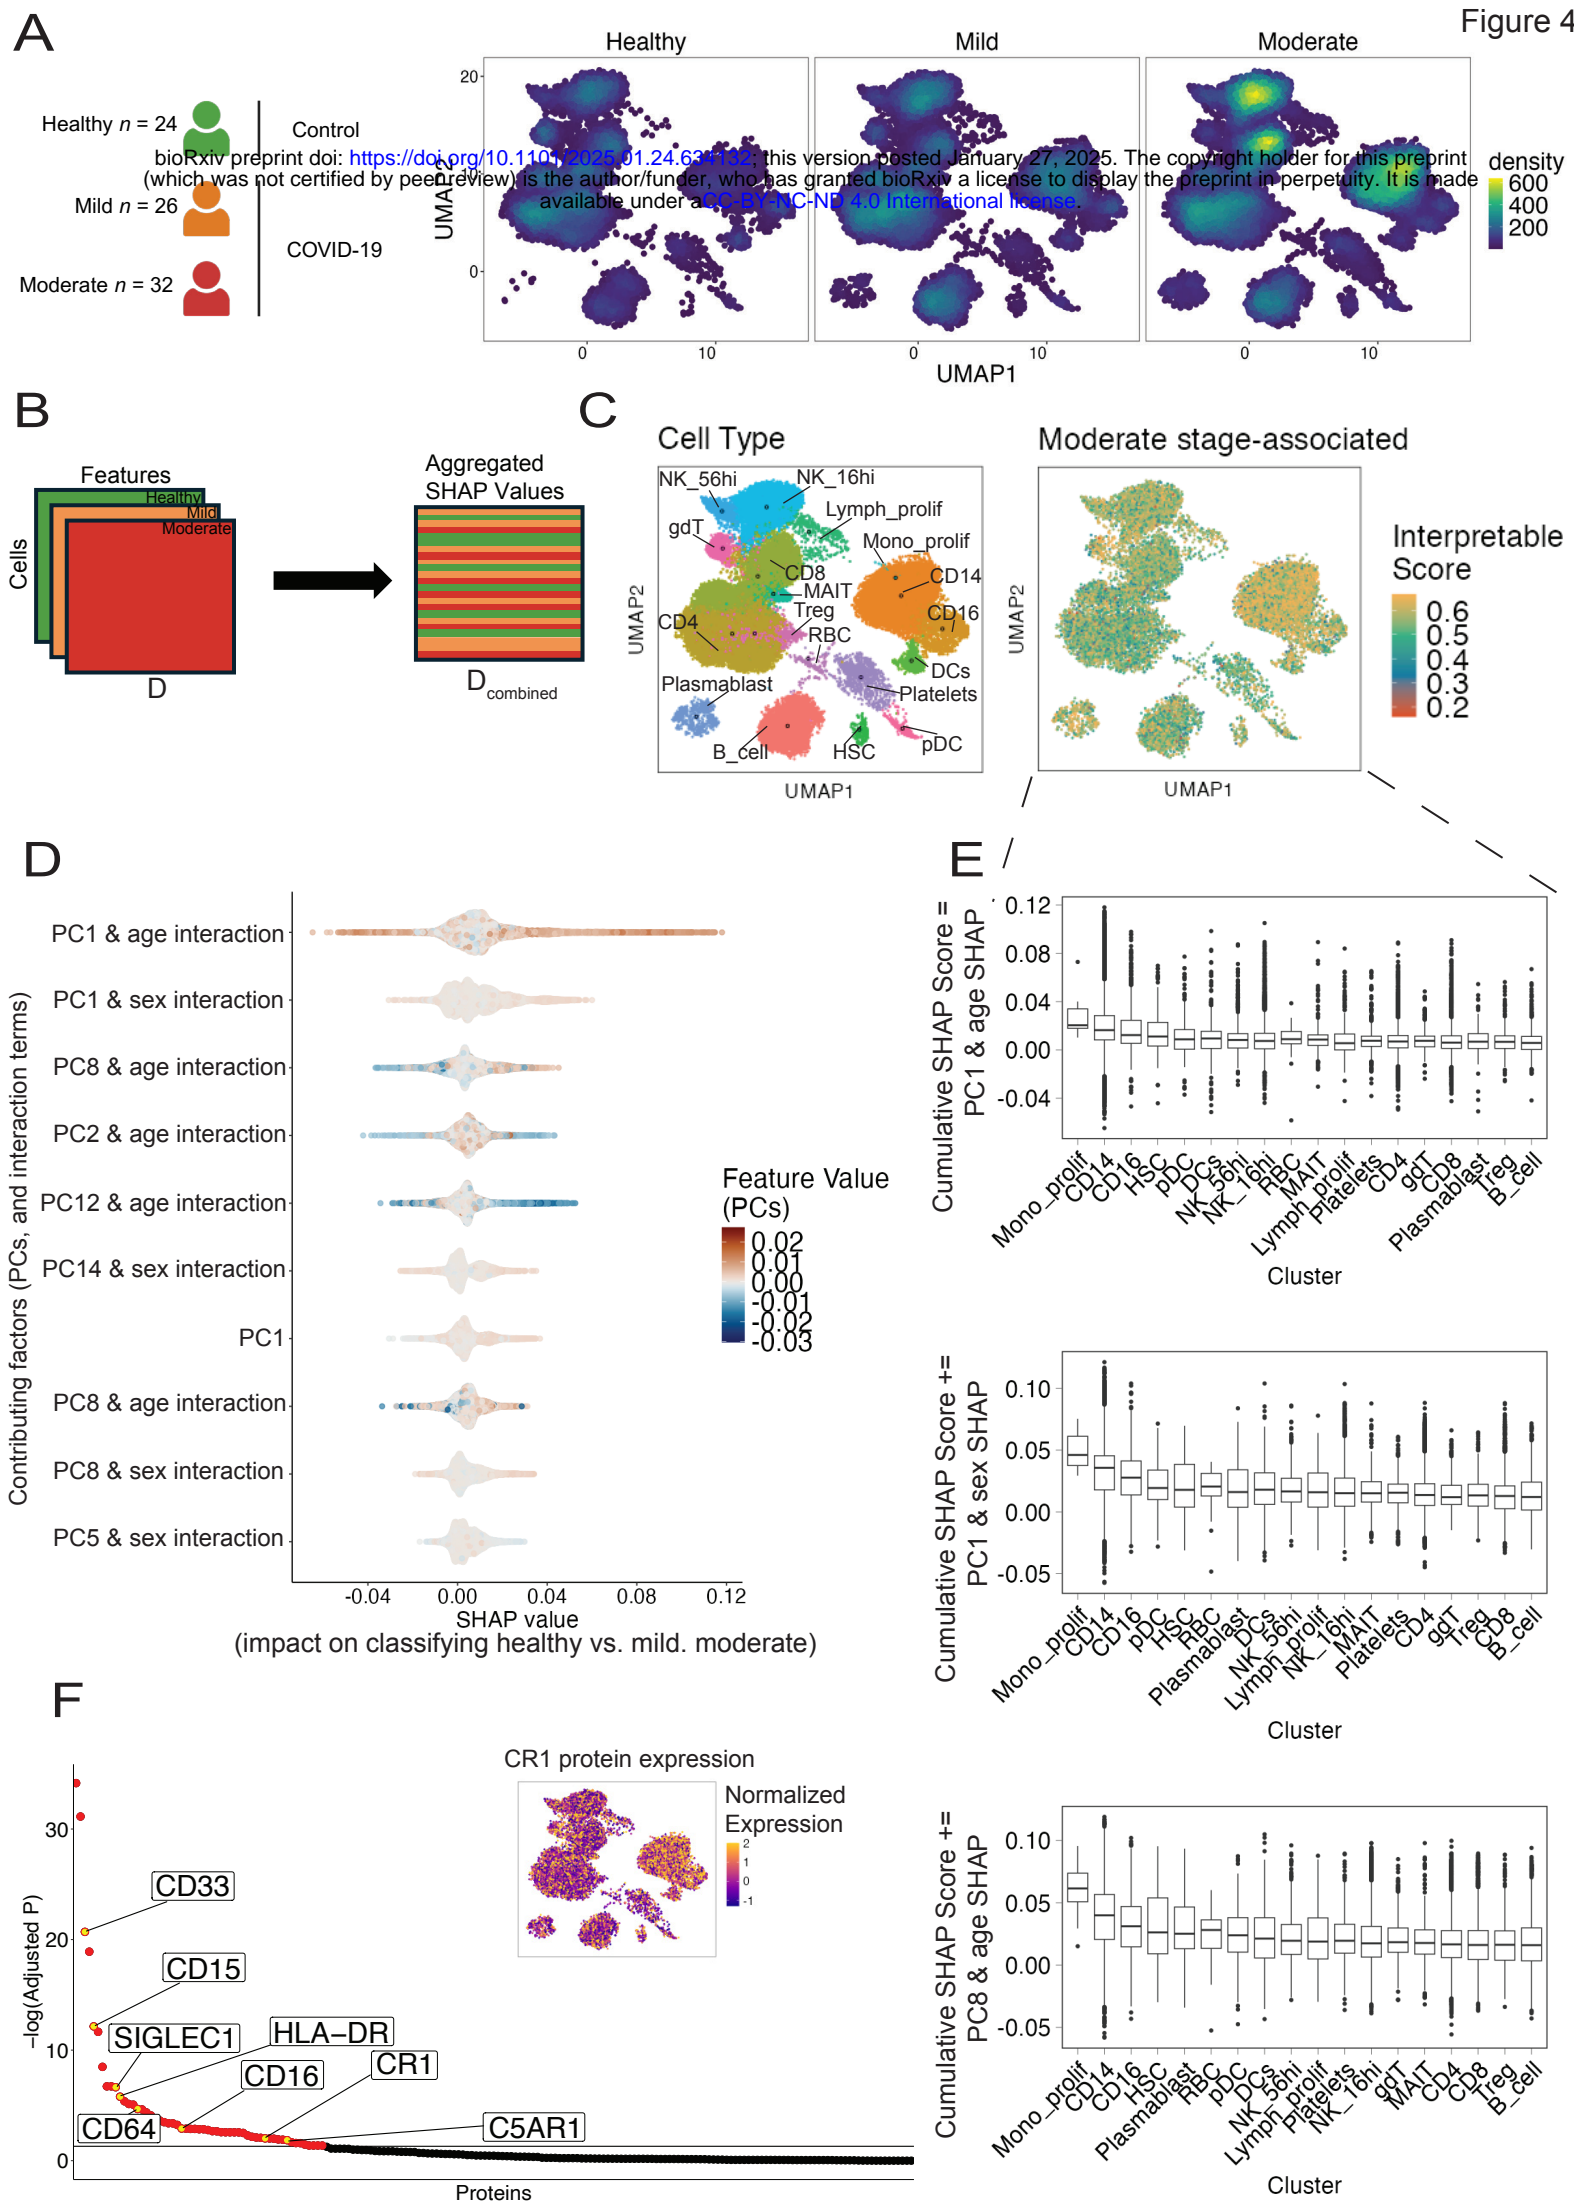 Figure 4
A
Healthy n = 24
Mild n = 26
Moderate n = 32
Control
COVID-19
Healthy
Mild
Moderate
20
0
UMAP2
0
10
0
10
0
10
UMAP1
density
600
400
200
bioRxiv preprint doi: https://doi.org/10.1101/2025.01.24.634132; this version posted January 27, 2025. The copyright holder for this preprint
(which was not certified by peer review) is the author/funder, who has granted bioRxiv a license to display the preprint in perpetuity. It is made
available under aCC-BY-NC-ND 4.0 International license.
B
Features
Healthy
Mild
Moderate
Cells
D
Aggregated
SHAP Values
Dcombined
C
Cell Type
NK_56hi
NK_16hi
gdT
Lymph_prolif
Mono_prolif
CD8
CD14
MAIT
Treg
CD16
CD4
RBC
DCs
Plasmablast
Platelets
B_cell
HSC
pDC
UMAP2
UMAP1
Moderate stage-associated
UMAP2
UMAP1
Interpretable
Score
0.6
0.5
0.4
0.3
0.2
D
Contributing factors (PCs, and interaction terms)
PC1 & age interaction
PC1 & sex interaction
PC8 & age interaction
PC2 & age interaction
PC12 & age interaction
PC14 & sex interaction
PC1
PC8 & age interaction
PC8 & sex interaction
PC5 & sex interaction
-0.04
0.00
0.04
0.08
0.12
SHAP value
(impact on classifying healthy vs. mild. moderate)
Feature Value
(PCs)
0.02
0.01
0.00
-0.01
-0.02
-0.03
E
Cumulative SHAP Score =
PC1 & age SHAP
0.12
0.08
0.04
0.00
-0.04
Mono_prolif
CD14
CD16
HSC
pDC
DCs
NK_56hi
NK_16hi
RBC
MAIT
Lymph_prolif
Platelets
CD4
gdT
CD8
Plasmablast
Treg
B_cell
Cluster
Cumulative SHAP Score +=
PC1 & sex SHAP
0.10
0.05
0.00
-0.05
Mono_prolif
CD14
CD16
pDC
HSC
RBC
Plasmablast
DCs
NK_56hi
Lymph_prolif
NK_16hi
MAIT
Platelets
CD4
gdT
Treg
CD8
B_cell
Cluster
Cumulative SHAP Score +=
PC8 & age SHAP
0.10
0.05
0.00
-0.05
Mono_prolif
CD14
CD16
HSC
Plasmablast
RBC
pDC
DCs
NK_56hi
Lymph_prolif
Platelets
NK_16hi
gdT
MAIT
CD4
CD8
Treg
B_cell
Cluster
F
−log(Adjusted P)
30
20
10
0
CD33
CD15
SIGLEC1
HLA−DR
CD16
CR1
CD64
C5AR1
Proteins
CR1 protein expression
Normalized
Expression
2
1
0
-1